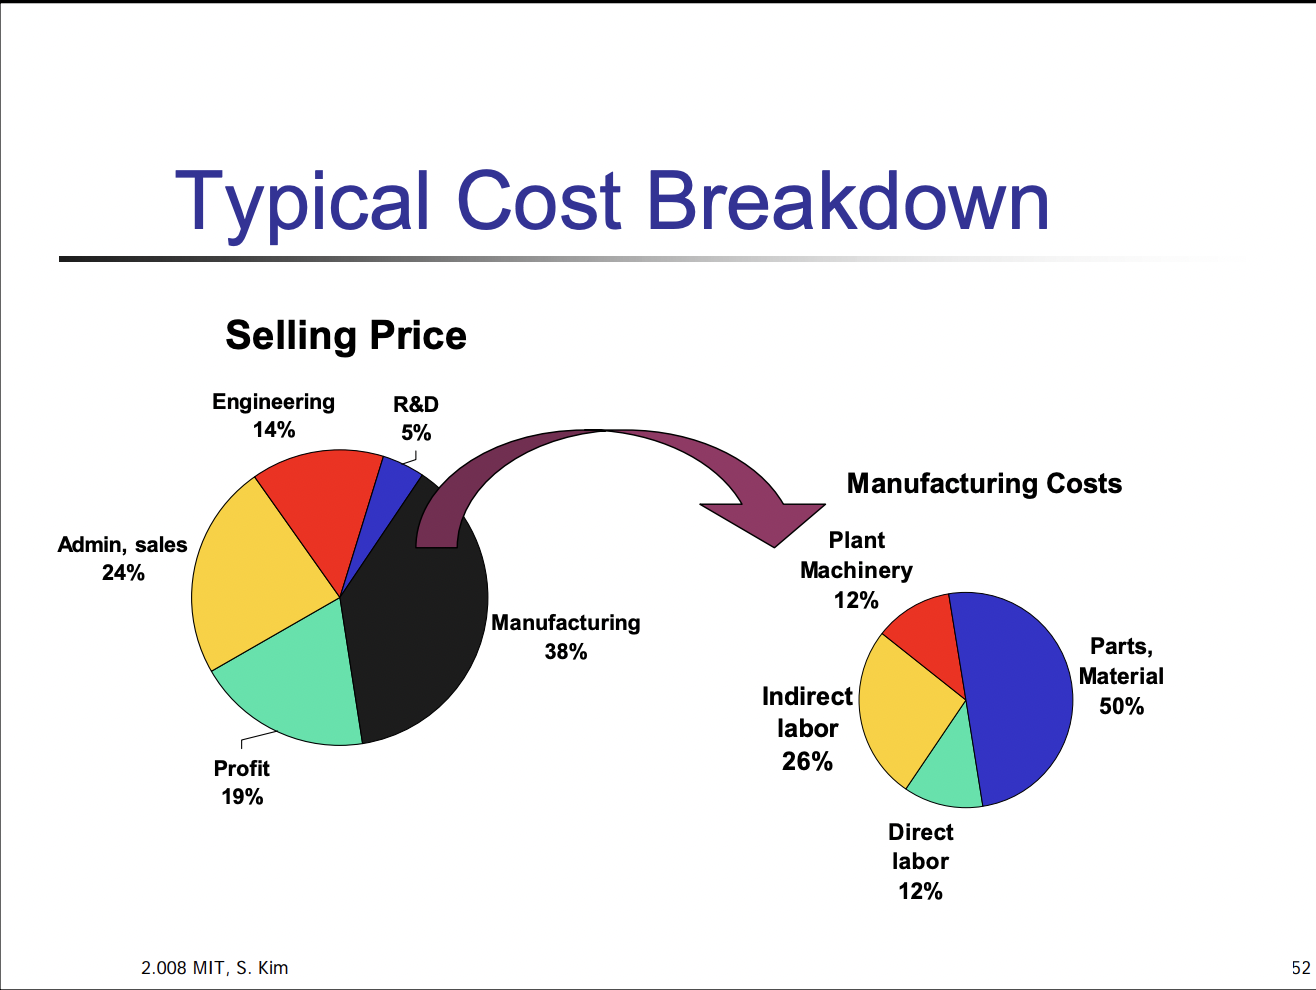 Typical Cost Breakdown
Selling Price
Engineering
14%
R&D
5%
Admin, sales
24%
Manufacturing
38%
Profit
19%
Manufacturing Costs
Plant
Machinery
12%
Parts,
Material
50%
Indirect
labor
26%
Direct
labor
12%
2.008 MIT, S. Kim
52